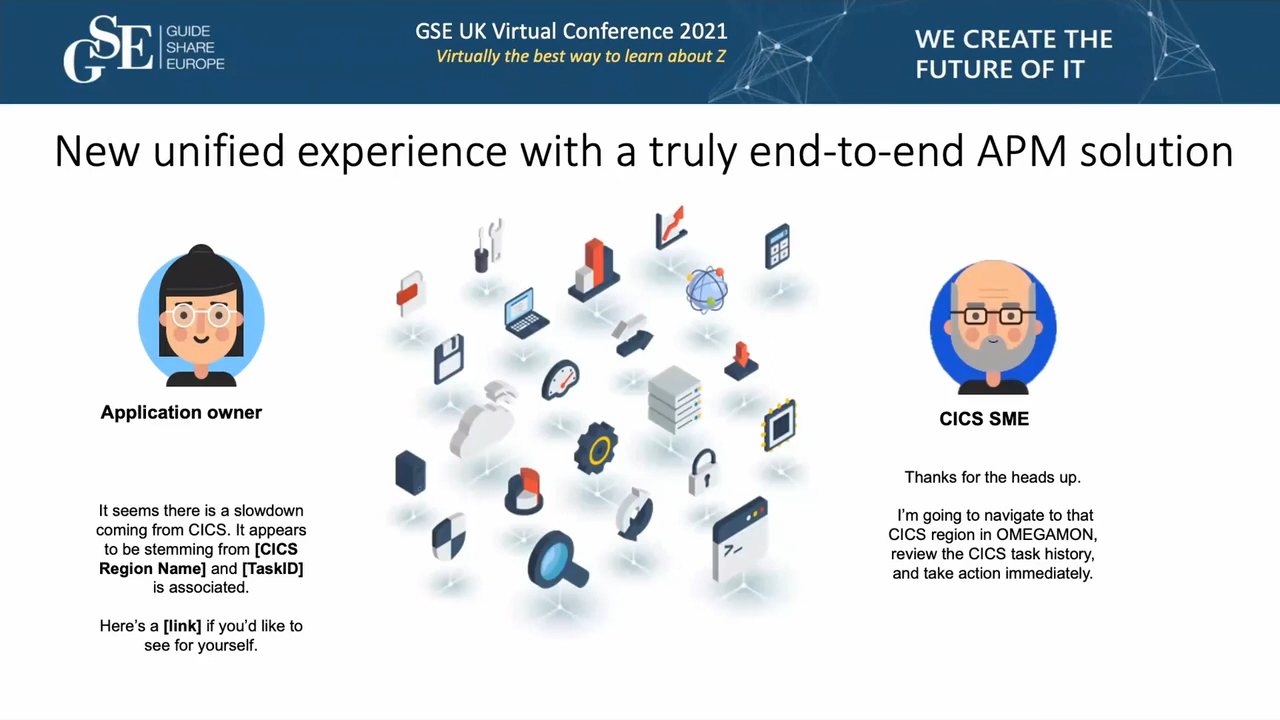 GSE
GUIDE
SHARE
EUROPE
GSE UK Virtual Conference 2021
Virtually the best way to learn about Z
WE CREATE THE
FUTURE OF IT
New unified experience with a truly end-to-end APM solution
Application owner
It seems there is a slowdown
coming from CICS. It appears
to be stemming from [CICS
Region Name] and [TaskID]
is associated.
Here's a [link] if you'd like to
see for yourself.
CICS SME
Thanks for the heads up.
I'm going to navigate to that
CICS region in OMEGAMON,
review the CICS task history,
and take action immediately.